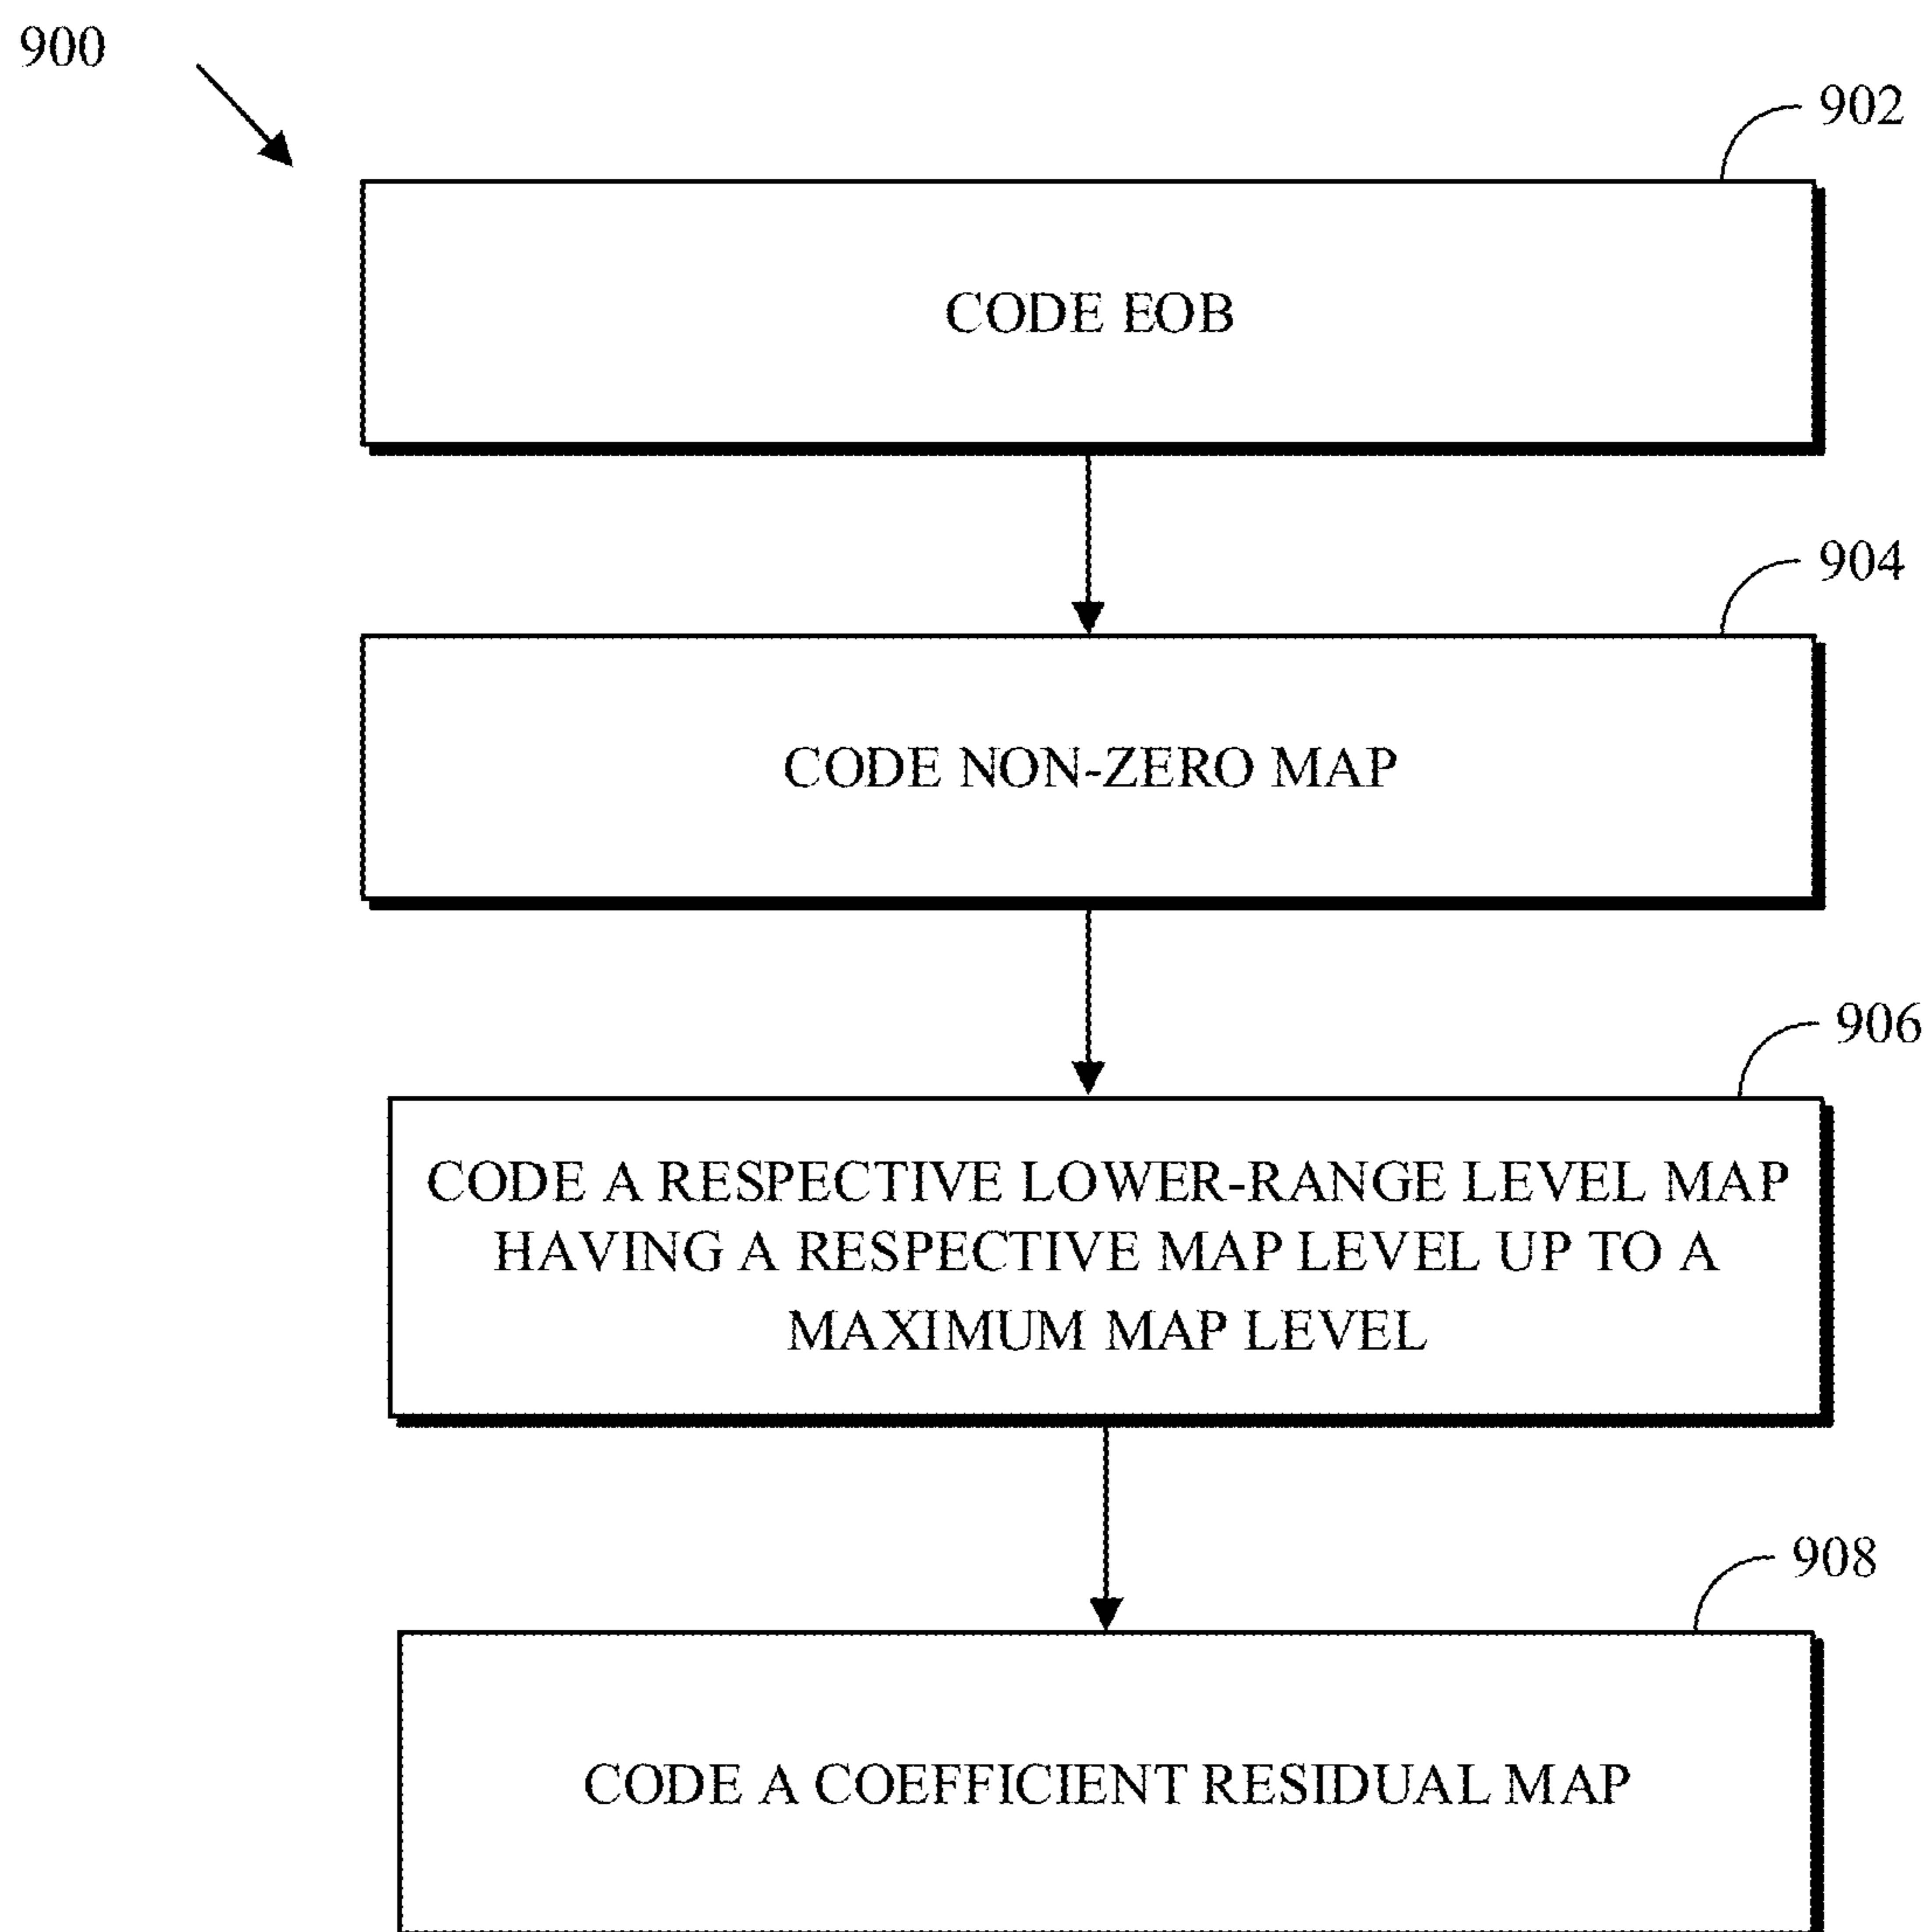 900
902
CODE EOB
904
CODE NON-ZERO MAP
906
CODE A RESPECTIVE LOWER-RANGE LEVEL MAP
HAVING A RESPECTIVE MAP LEVEL UP TO A
MAXIMUM MAP LEVEL
908
CODE A COEFFICIENT RESIDUAL MAP